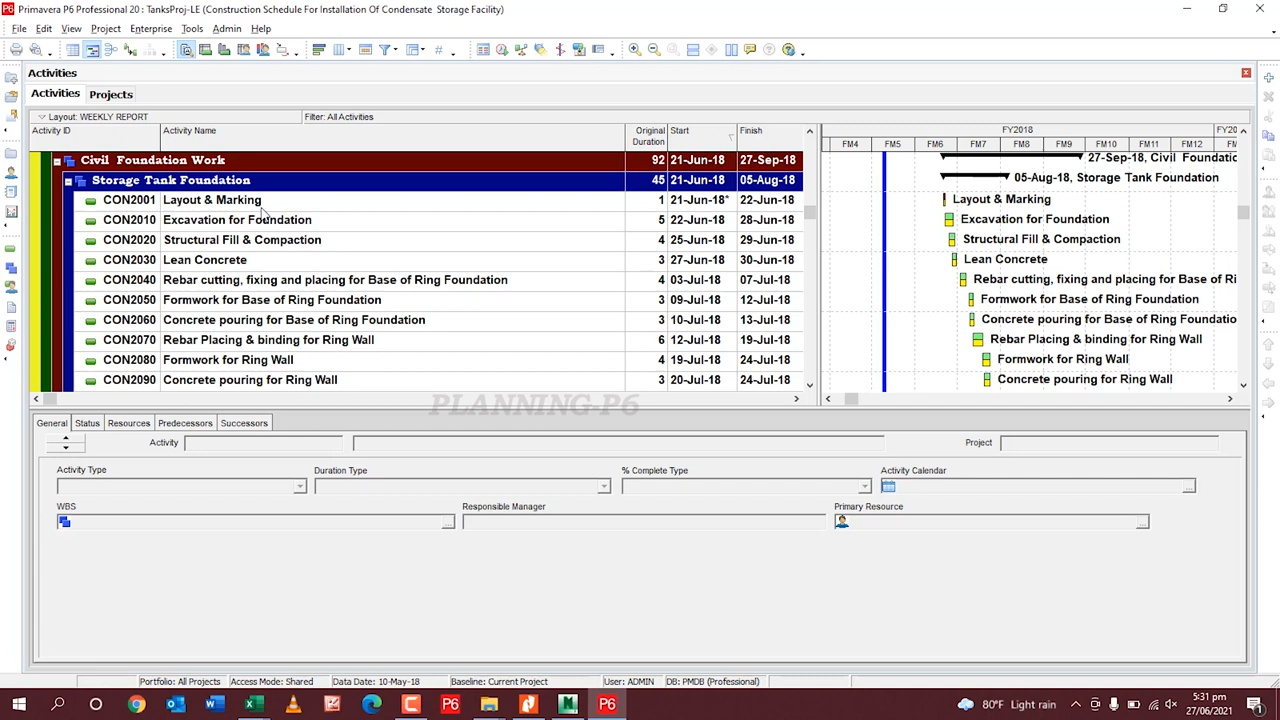 Primavera P6 Professional 20 : TanksProj-LE (Construction Schedule For Installation Of Condensate Storage Facility)
File Edit View Project Enterprise Tools Admin Help
Activities
Activities Projects
Layout: WEEKLY REPORT Filter: All Activities
Activity ID Activity Name Original Duration Start Finish
FY2018 FY20
FM4 FM5 FM6 FM7 FM8 FM9 FM10 FM11 FM12 FM1
Civil Foundation Work 92 21-Jun-18 27-Sep-18 27-Sep-18, Civil Foundatic
Storage Tank Foundation 45 21-Jun-18 05-Aug-18 05-Aug-18, Storage Tank Foundation
CON2001 Layout & Marking 1 21-Jun-18* 22-Jun-18 Layout & Marking
CON2010 Excavation for Foundation 5 22-Jun-18 28-Jun-18 Excavation for Foundation
CON2020 Structural Fill & Compaction 4 25-Jun-18 29-Jun-18 Structural Fill & Compaction
CON2030 Lean Concrete 3 27-Jun-18 30-Jun-18 Lean Concrete
CON2040 Rebar cutting, fixing and placing for Base of Ring Foundation 4 03-Jul-18 07-Jul-18 Rebar cutting, fixing and placing for Base of Ri
CON2050 Formwork for Base of Ring Foundation 3 09-Jul-18 12-Jul-18 Formwork for Base of Ring Foundation
CON2060 Concrete pouring for Base of Ring Foundation 3 10-Jul-18 13-Jul-18 Concrete pouring for Base of Ring Foundatio
CON2070 Rebar Placing & binding for Ring Wall 6 12-Jul-18 19-Jul-18 Rebar Placing & binding for Ring Wall
CON2080 Formwork for Ring Wall 4 19-Jul-18 24-Jul-18 Formwork for Ring Wall
CON2090 Concrete pouring for Ring Wall 3 20-Jul-18 24-Jul-18 Concrete pouring for Ring Wall
PLANNING-P6
General Status Resources Predecessors Successors
Activity Project
Activity Type Duration Type % Complete Type Activity Calendar
WBS Responsible Manager Primary Resource
Portfolio: All Projects Access Mode: Shared Data Date: 10-May-18 Baseline: Current Project User: ADMIN DB: PMDB (Professional)
80°F Light rain 5:31 pm
27/06/2021